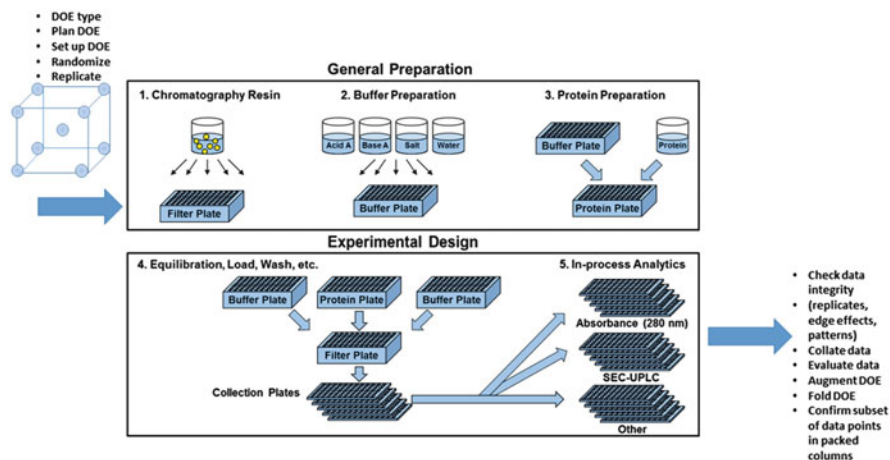 • DOE type
• Plan DOE
• Set up DOE
• Randomize
• Replicate
General Preparation
1. Chromatography Resin
2. Buffer Preparation
3. Protein Preparation
Acid A
Base A
Salt
Water
Buffer Plate
Protein
Filter Plate
Buffer Plate
Protein Plate
Experimental Design
4. Equilibration, Load, Wash, etc.
5. In-process Analytics
Buffer Plate
Protein Plate
Buffer Plate
Absorbance (280 nm)
Filter Plate
SEC-UPLC
Collection Plates
Other
• Check data
integrity
• (replicates,
edge effects,
patterns)
• Collate data
• Evaluate data
• Augment DOE
• Fold DOE
• Confirm subset
of data points
in packed
columns